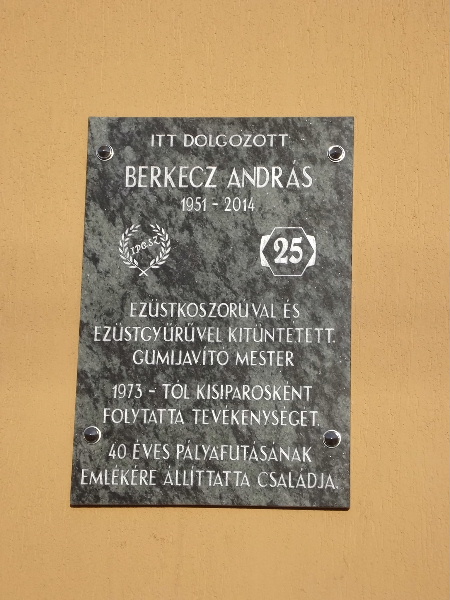 ITT DOLGOZOTT
BERKECZ ANDRÁS
1951 - 2014
I.P.G.SZ
25
EZÜSTKOSZORÚVAL ÉS
EZÜSTGYŰRŰVEL KITÜNTETETT.
GUMIJAVÍTÓ MESTER
1973 - TÓL KISIPAROSKÉNT
FOLYTATTA TEVÉKENYSÉGÉT.
40 ÉVES PÁLYAFUTÁSÁNAK
EMLÉKÉRE ÁLLÍTTATTA CSALÁDJA.